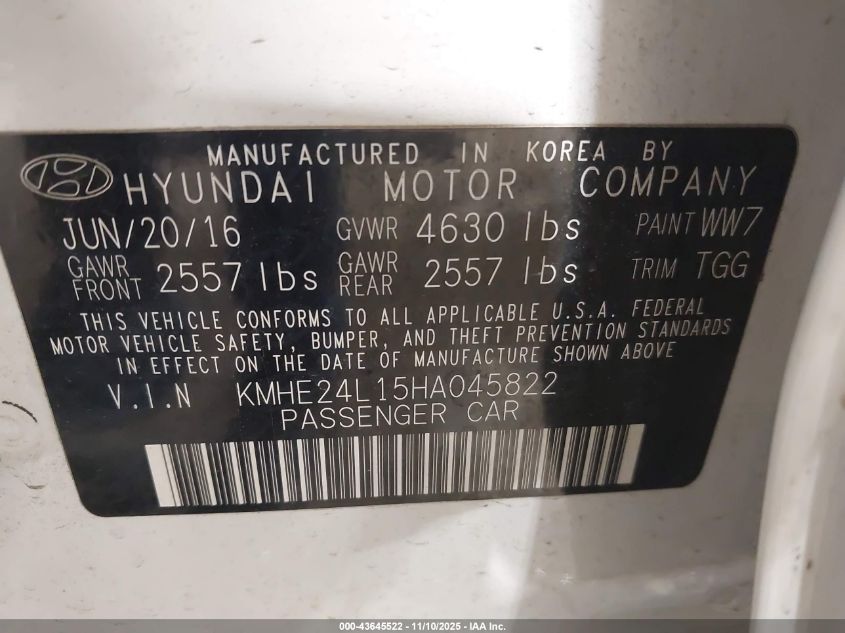 MANUFACTURED IN KOREA BY
HYUNDAI MOTOR COMPANY
JUN/20/16 GVWR 4630 lbs PAINT WW7
GAWR FRONT 2557 lbs GAWR REAR 2557 lbs TRIM TGG
THIS VEHICLE CONFORMS TO ALL APPLICABLE U.S.A. FEDERAL
MOTOR VEHICLE SAFETY, BUMPER, AND THEFT PREVENTION STANDARDS
IN EFFECT ON THE DATE OF MANUFACTURE SHOWN ABOVE
V.I.N KMHE24L15HA045822
PASSENGER CAR
000-43645522 - 11/10/2025 - IAA Inc.